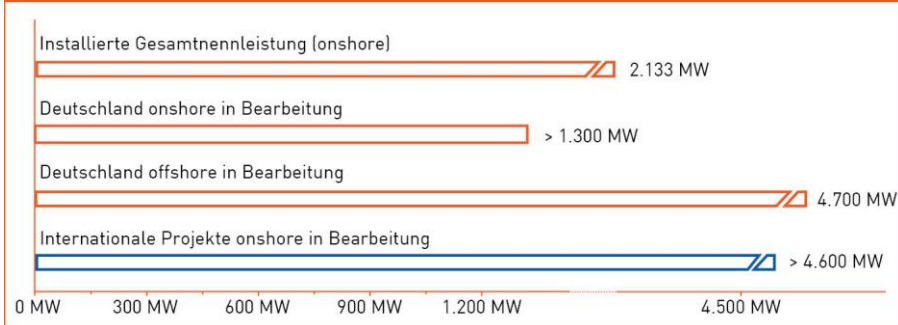 Installierte Gesamtnennleistung (onshore)
2.133 MW
Deutschland onshore in Bearbeitung
> 1.300 MW
Deutschland offshore in Bearbeitung
4.700 MW
Internationale Projekte onshore in Bearbeitung
> 4.600 MW
0 MW 300 MW 600 MW 900 MW 1.200 MW 4.500 MW